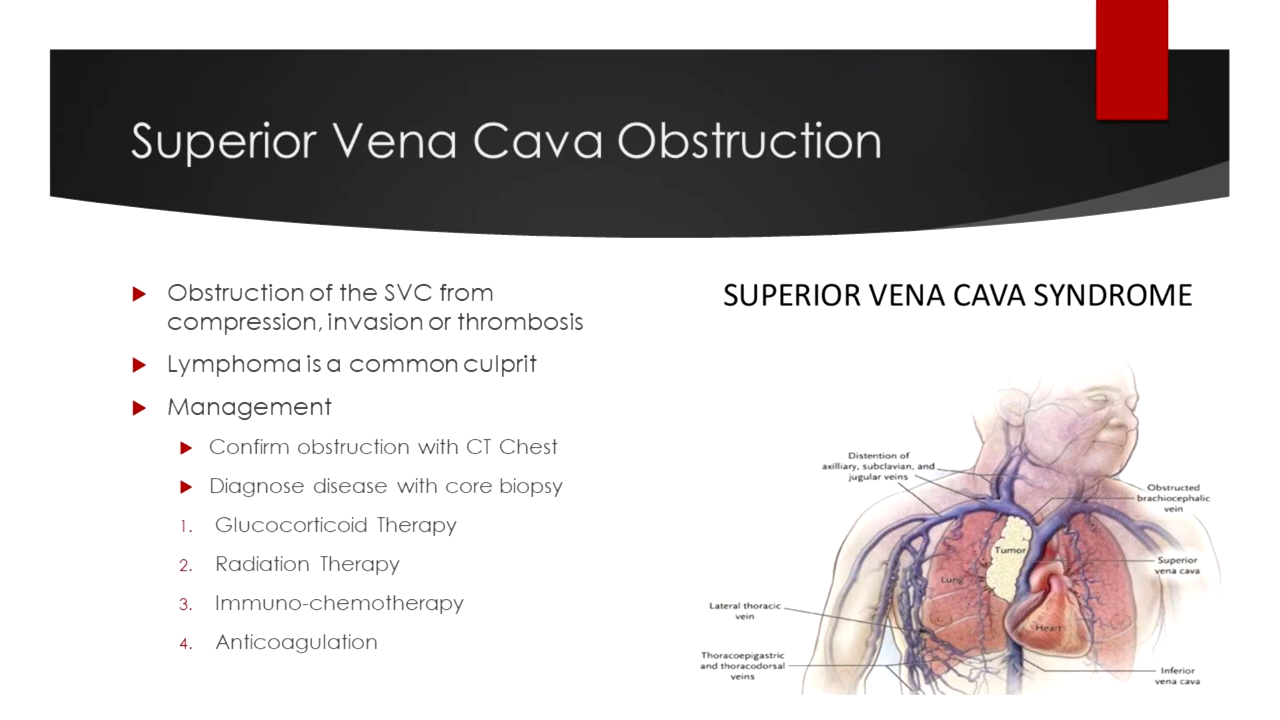 Superior Vena Cava Obstruction
Obstruction of the SVC from
compression, invasion or thrombosis
Lymphoma is a common culprit
Management
Confirm obstruction with CT Chest
Diagnose disease with core biopsy
1. Glucocorticoid Therapy
2. Radiation Therapy
3. Immuno-chemotherapy
4. Anticoagulation
SUPERIOR VENA CAVA SYNDROME
Distention of
axilliary, subclavian, and
jugular veins
Obstructed
brachiocephalic
vein
Tumor
Superior
vena cava
Lung
Lateral thoracic
vein
Heart
Thoracoepigastric
and thoracodorsal
veins
Inferior
vena cava